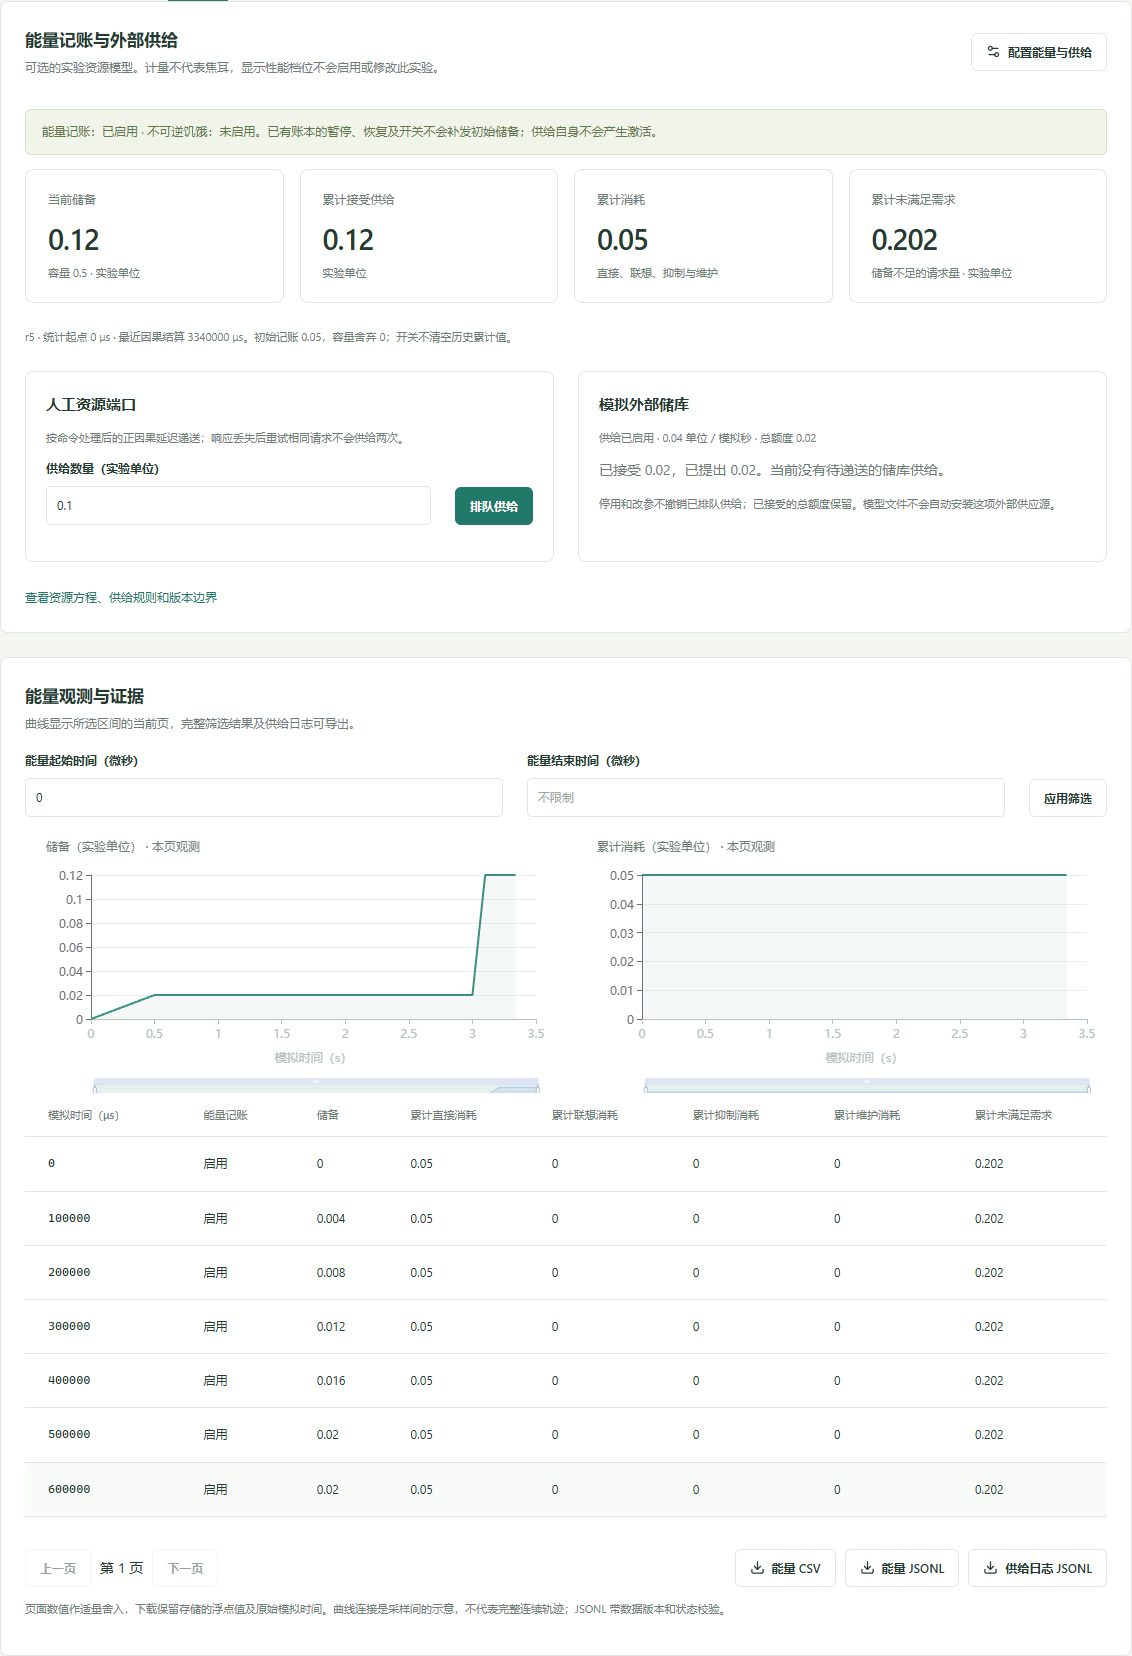 能量记账与外部供给
可选的实验资源模型。计量不代表焦耳，显示性能档位不会启用或修改此实验。
配置能量与供给
能量记账：已启用 · 不可逆饥饿：未启用。已有账本的暂停、恢复及开关不会补发初始储备；供给自身不会产生激活。
当前储备
0.12
容量 0.5 · 实验单位
累计接受供给
0.12
实验单位
累计消耗
0.05
直接、联想、抑制与维护
累计未满足需求
0.202
储备不足的请求量 · 实验单位
r5 · 统计起点 0 µs · 最近因果结算 3340000 µs。初始记账 0.05，容量舍弃 0；开关不清空历史累计值。
人工资源端口
按命令处理后的正因果延迟递送；响应丢失后重试相同请求不会供给两次。
供给数量（实验单位）
0.1
排队供给
模拟外部储库
供给已启用 · 0.04 单位 / 模拟秒 · 总额度 0.02
已接受 0.02，已提出 0.02。当前没有待递送的储库供给。
停用和改参不撤销已排队供给；已接受的总额度保留。模型文件不会自动安装这项外部供应源。
查看资源方程、供给规则和版本边界
能量观测与证据
曲线显示所选区间的当前页，完整筛选结果及供给日志可导出。
能量起始时间（微秒）
0
能量结束时间（微秒）
不限制
应用筛选
储备（实验单位） · 本页观测
0.12
0.1
0.08
0.06
0.04
0.02
0
0 0.5 1 1.5 2 2.5 3 3.5
模拟时间（s）
累计消耗（实验单位） · 本页观测
0.05
0.04
0.03
0.02
0.01
0
0 0.5 1 1.5 2 2.5 3 3.5
模拟时间（s）
模拟时间（µs） 能量记账 储备 累计直接消耗 累计联想消耗 累计抑制消耗 累计维护消耗 累计未满足需求
0 启用 0 0.05 0 0 0 0.202
100000 启用 0.004 0.05 0 0 0 0.202
200000 启用 0.008 0.05 0 0 0 0.202
300000 启用 0.012 0.05 0 0 0 0.202
400000 启用 0.016 0.05 0 0 0 0.202
500000 启用 0.02 0.05 0 0 0 0.202
600000 启用 0.02 0.05 0 0 0 0.202
上一页 第 1 页 下一页
能量 CSV
能量 JSONL
供给日志 JSONL
页面数值作适量舍入，下载保留存储的浮点值及原始模拟时间。曲线连接是采样间的示意，不代表完整连续轨迹；JSONL 带数据版本和状态校验。